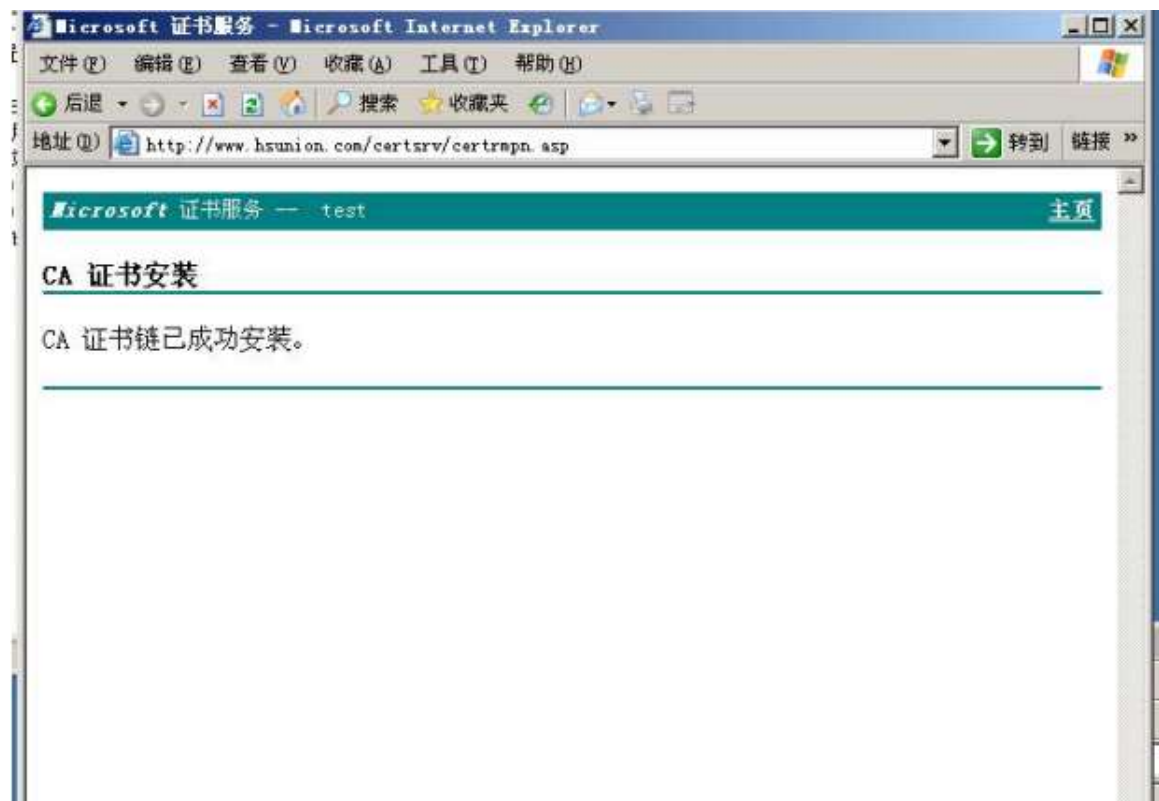 Microsoft 证书服务 - Microsoft Internet Explorer
文件(F) 编辑(E) 查看(V) 收藏(A) 工具(T) 帮助(H)
后退 搜索 收藏夹
地址(D) http://www.hsunion.com/certsrv/certrmpn.asp 转到 链接 »
Microsoft 证书服务 -- test 主页
CA 证书安装
CA 证书链已成功安装。